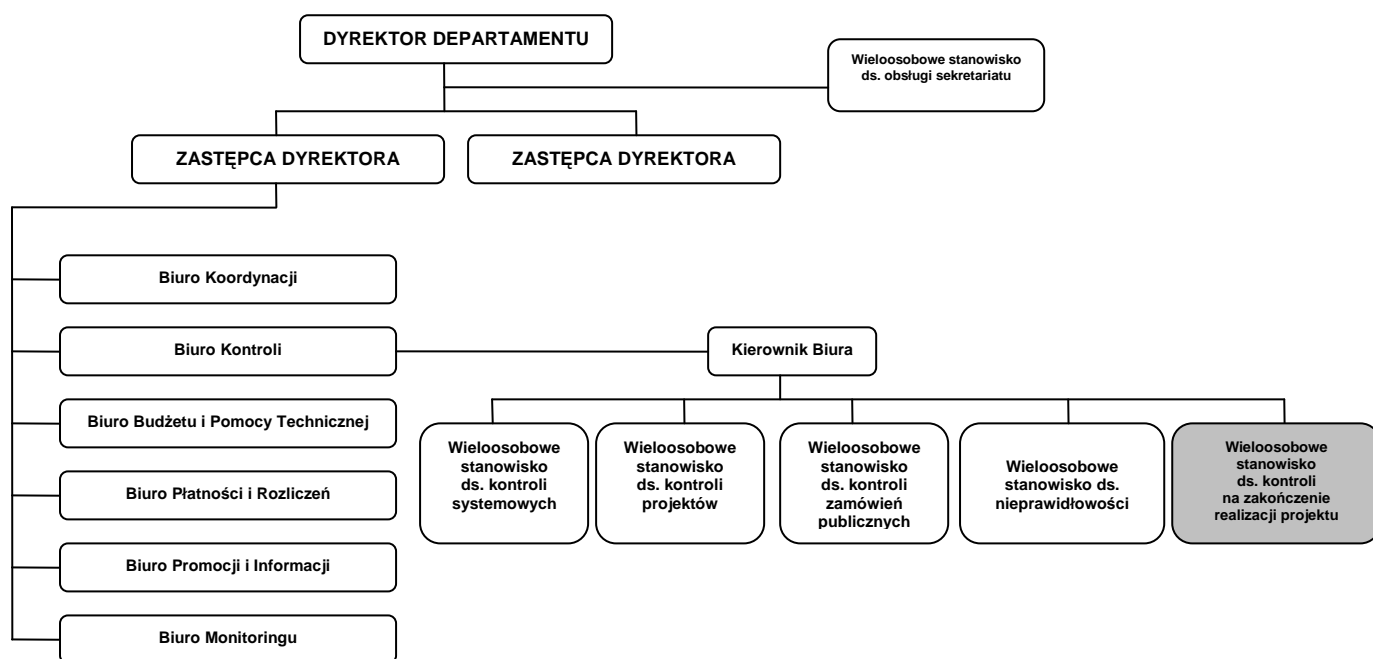 DYREKTOR DEPARTAMENTU
Wieloosobowe stanowisko
ds. obsługi sekretariatu
ZASTĘPCA DYREKTORA
ZASTĘPCA DYREKTORA
Biuro Koordynacji
Biuro Kontroli
Kierownik Biura
Biuro Budżetu i Pomocy Technicznej
Biuro Płatności i Rozliczeń
Biuro Promocji i Informacji
Biuro Monitoringu
Wieloosobowe
stanowisko
ds. kontroli
systemowych
Wieloosobowe
stanowisko
ds. kontroli
projektów
Wieloosobowe
stanowisko
ds. kontroli
zamówień
publicznych
Wieloosobowe
stanowisko ds.
nieprawidłowości
Wieloosobowe
stanowisko
ds. kontroli
na zakończenie
realizacji projektu